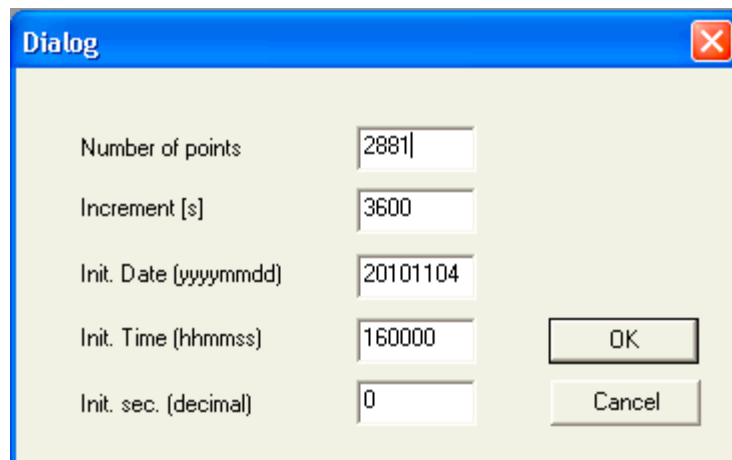 Dialog
Number of points 2881
Increment [s] 3600
Init. Date (yyyymmdd) 20101104
Init. Time (hhmmss) 160000 OK
Init. sec. (decimal) 0 Cancel